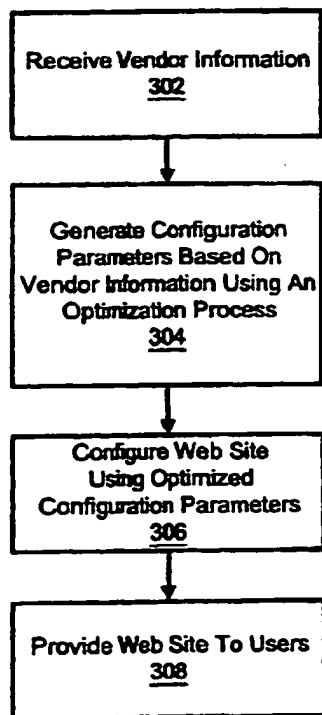 Receive Vendor Information
302
Generate Configuration
Parameters Based On
Vendor Information Using An
Optimization Process
304
Configure Web Site
Using Optimized
Configuration Parameters
306
Provide Web Site To Users
308